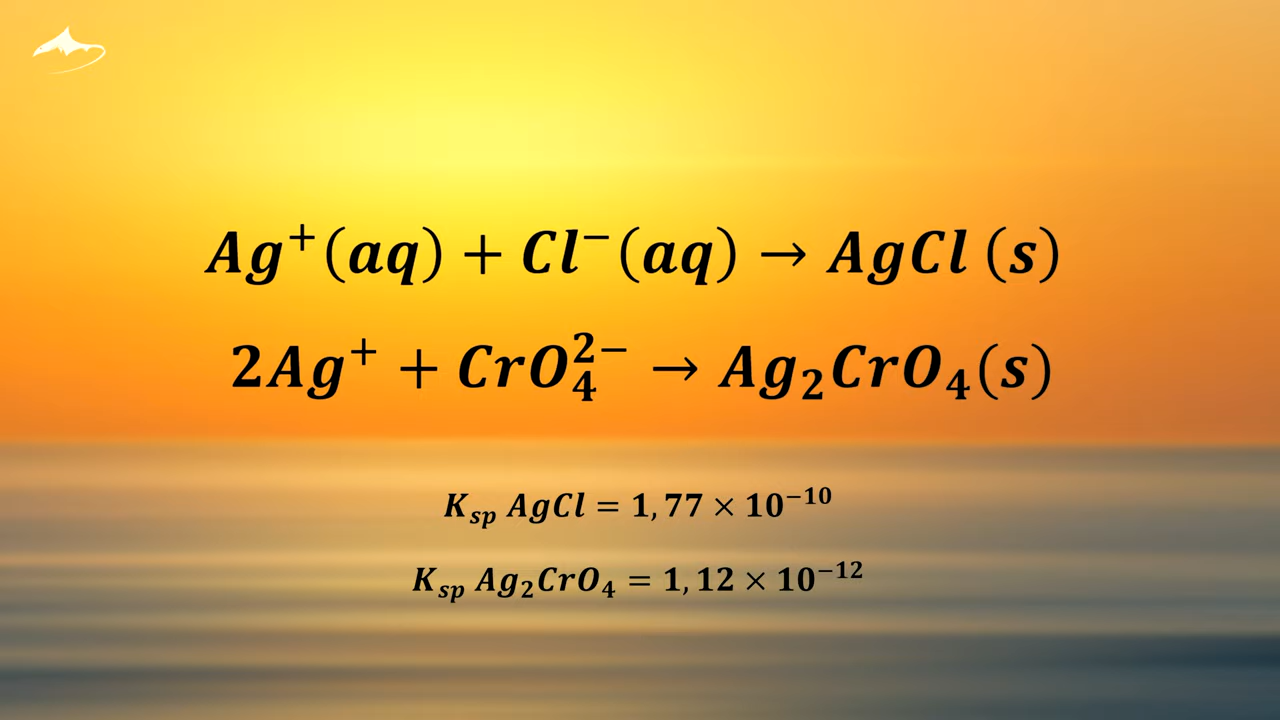 Ag⁺(aq) + Cl⁻(aq) → AgCl (s)
2Ag⁺ + CrO₄²⁻ → Ag₂CrO₄(s)
Kₛₚ AgCl = 1,77 × 10⁻¹⁰
Kₛₚ Ag₂CrO₄ = 1,12 × 10⁻¹²